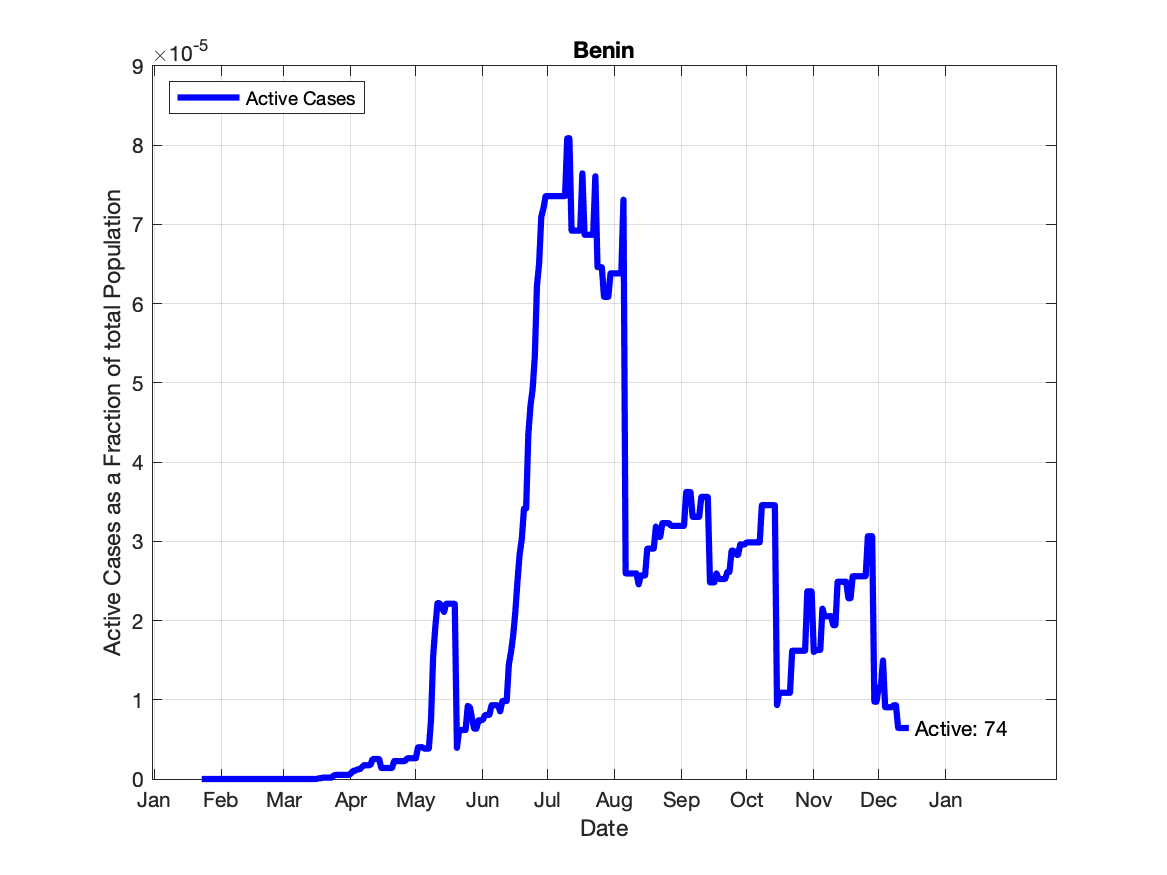 Benin
×10-5
Active Cases
9
8
7
6
5
4
3
2
1
0
Active Cases as a Fraction of total Population
Active: 74
Jan Feb Mar Apr May Jun Jul Aug Sep Oct Nov Dec Jan
Date